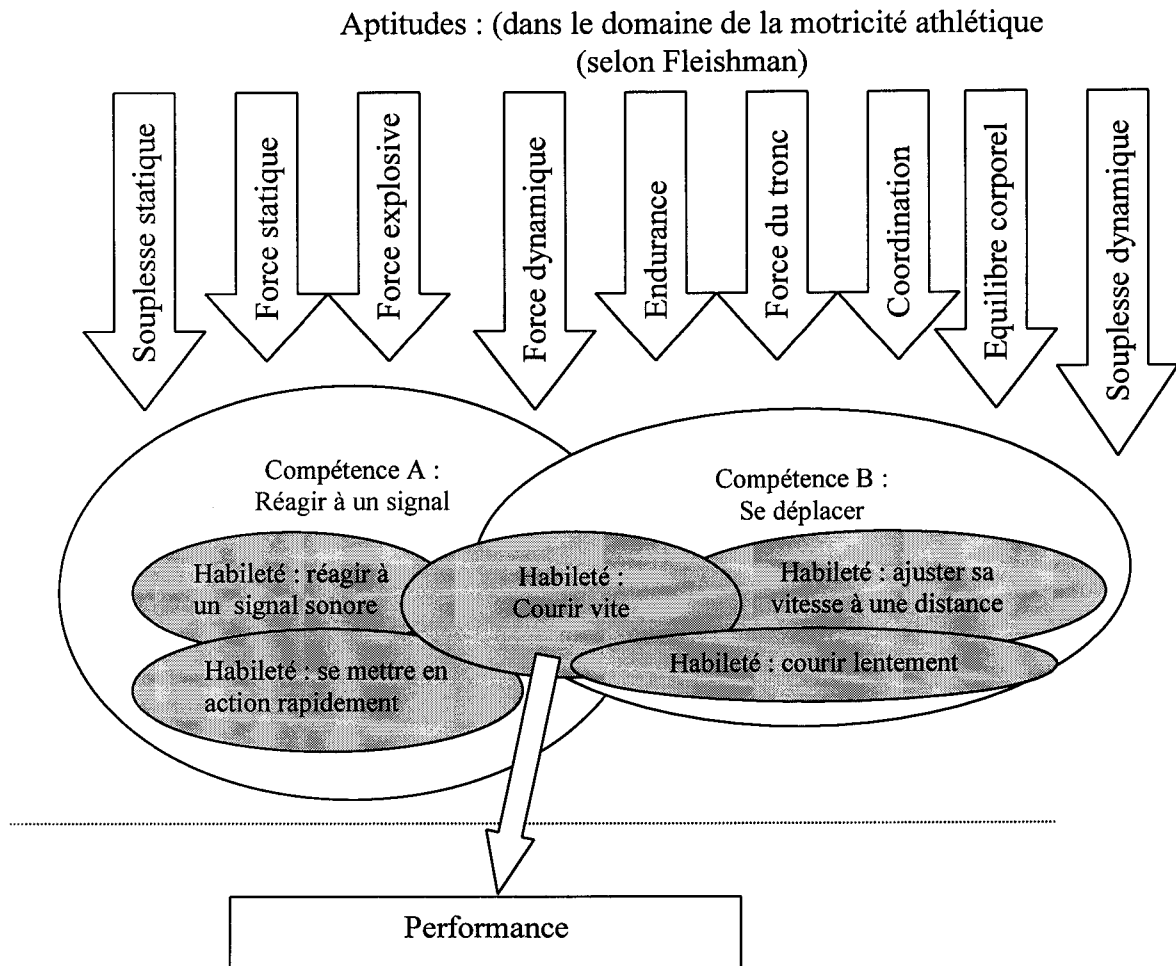 Aptitudes : (dans le domaine de la motricité athlétique
(selon Fleishman)
Souplesse statique
Force statique
Force explosive
Force dynamique
Endurance
Force du tronc
Coordination
Equilibre corporel
Souplesse dynamique
Compétence A :
Réagir à un signal
Compétence B :
Se déplacer
Habileté : réagir à
un signal sonore
Habileté :
Courir vite
Habileté : ajuster sa
vitesse à une distance
Habileté : se mettre en
action rapidement
Habileté : courir lentement
Performance